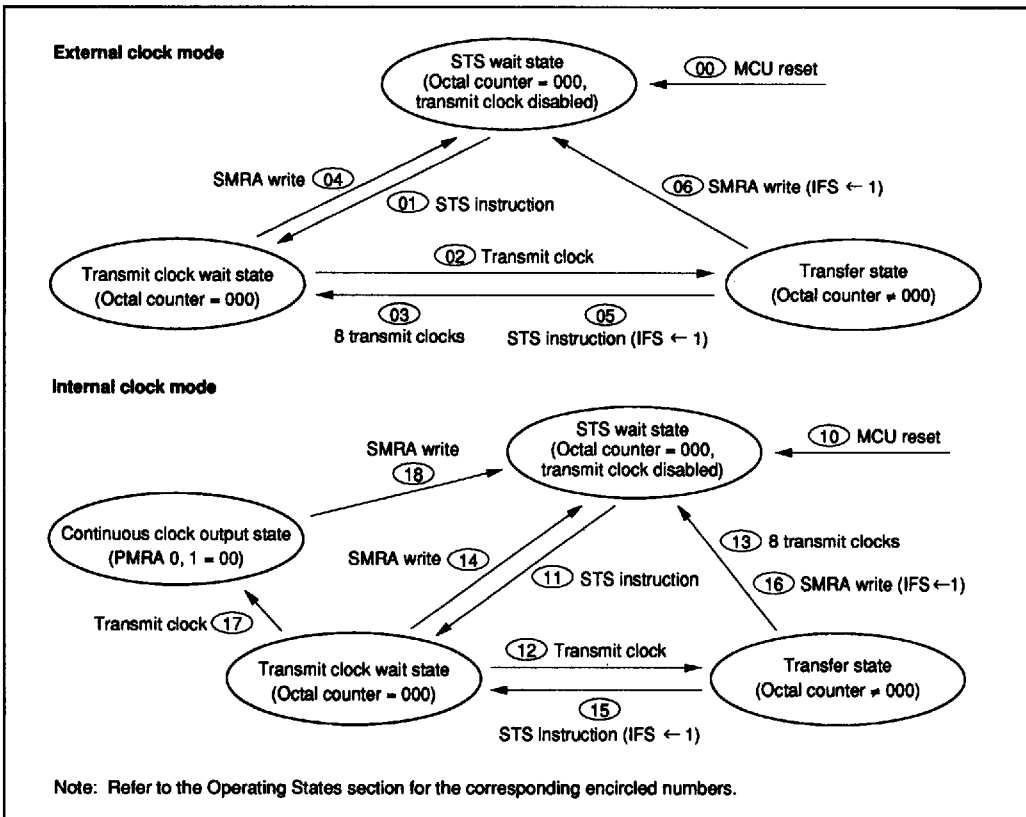 External clock mode
STS wait state
(Octal counter = 000,
transmit clock disabled)
00 MCU reset
SMRA write 04
01 STS instruction
06 SMRA write (IFS ← 1)
Transmit clock wait state
(Octal counter = 000)
02 Transmit clock
Transfer state
(Octal counter ≠ 000)
03
8 transmit clocks
05
STS instruction (IFS ← 1)
Internal clock mode
STS wait state
(Octal counter = 000,
transmit clock disabled)
10 MCU reset
SMRA write
18
Continuous clock output state
(PMRA 0, 1 = 00)
SMRA write 14
11 STS instruction
13 8 transmit clocks
16 SMRA write (IFS ←1)
Transmit clock 17
Transmit clock wait state
(Octal counter = 000)
12 Transmit clock
Transfer state
(Octal counter ≠ 000)
15
STS Instruction (IFS ← 1)
Note: Refer to the Operating States section for the corresponding encircled numbers.